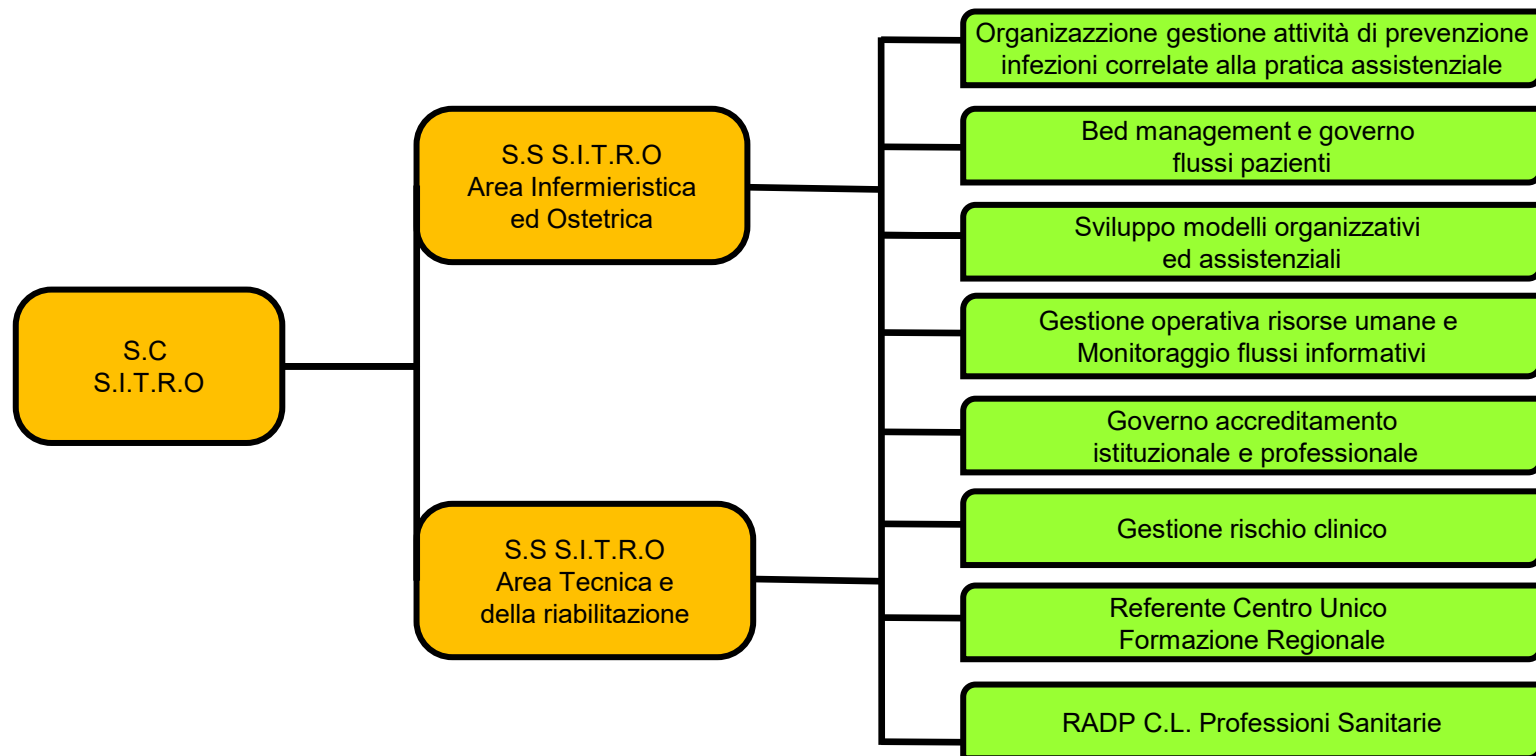 S.C
S.I.T.R.O
S.S S.I.T.R.O
Area Infermieristica
ed Ostetrica
S.S S.I.T.R.O
Area Tecnica e
della riabilitazione
Organizazzione gestione attività di prevenzione
infezioni correlate alla pratica assistenziale
Bed management e governo
flussi pazienti
Sviluppo modelli organizzativi
ed assistenziali
Gestione operativa risorse umane e
Monitoraggio flussi informativi
Governo accreditamento
istituzionale e professionale
Gestione rischio clinico
Referente Centro Unico
Formazione Regionale
RADP C.L. Professioni Sanitarie